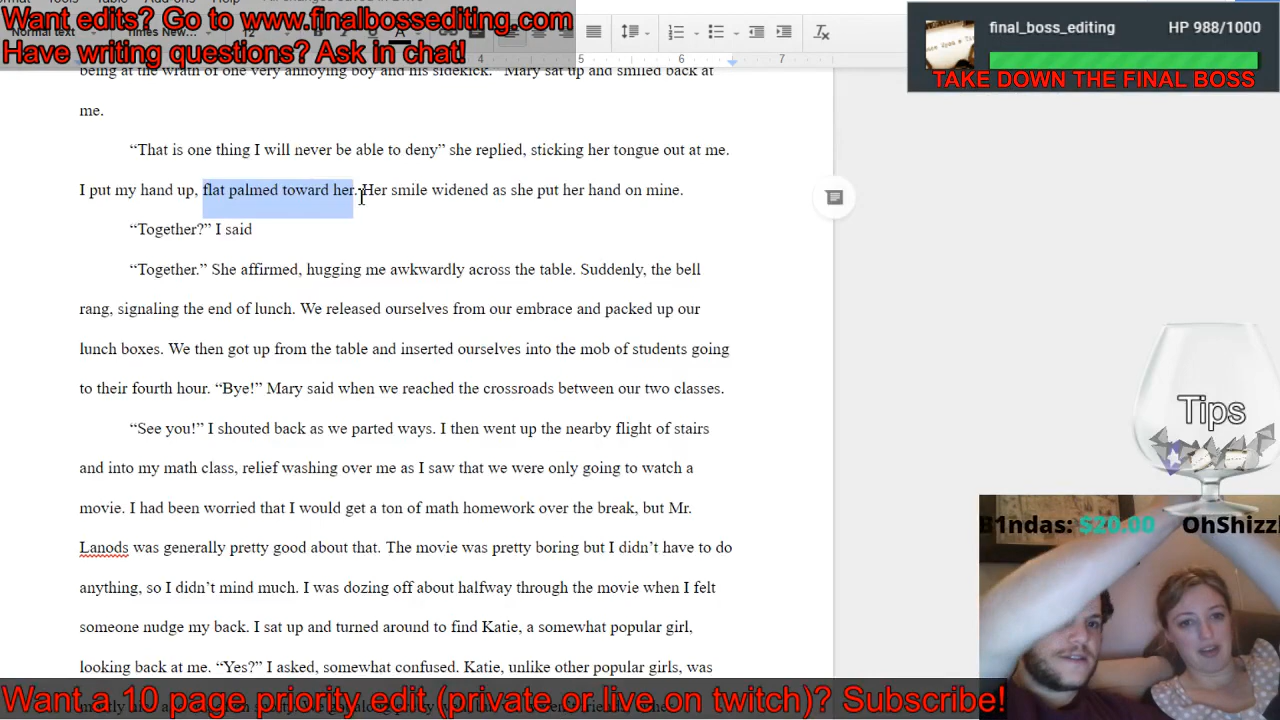 Want edits? Go to www.finalbossediting.com
Have writing questions? Ask in chat!
final_boss_editing HP 988/1000
TAKE DOWN THE FINAL BOSS
5 6 7
being at the wrath of one very annoying boy and his sidekick.” Mary sat up and smiled back at
me.
“That is one thing I will never be able to deny” she replied, sticking her tongue out at me.
I put my hand up, flat palmed toward her. Her smile widened as she put her hand on mine.
“Together?” I said
“Together.” She affirmed, hugging me awkwardly across the table. Suddenly, the bell
rang, signaling the end of lunch. We released ourselves from our embrace and packed up our
lunch boxes. We then got up from the table and inserted ourselves into the mob of students going
to their fourth hour. “Bye!” Mary said when we reached the crossroads between our two classes.
“See you!” I shouted back as we parted ways. I then went up the nearby flight of stairs
and into my math class, relief washing over me as I saw that we were only going to watch a
movie. I had been worried that I would get a ton of math homework over the break, but Mr.
Lanods was generally pretty good about that. The movie was pretty boring but I didn’t have to do
anything, so I didn’t mind much. I was dozing off about halfway through the movie when I felt
someone nudge my back. I sat up and turned around to find Katie, a somewhat popular girl,
looking back at me. “Yes?” I asked, somewhat confused. Katie, unlike other popular girls, was
Tips
B1ndas: $20.00 OhShizz
Want a 10 page priority edit (private or live on twitch)? Subscribe!